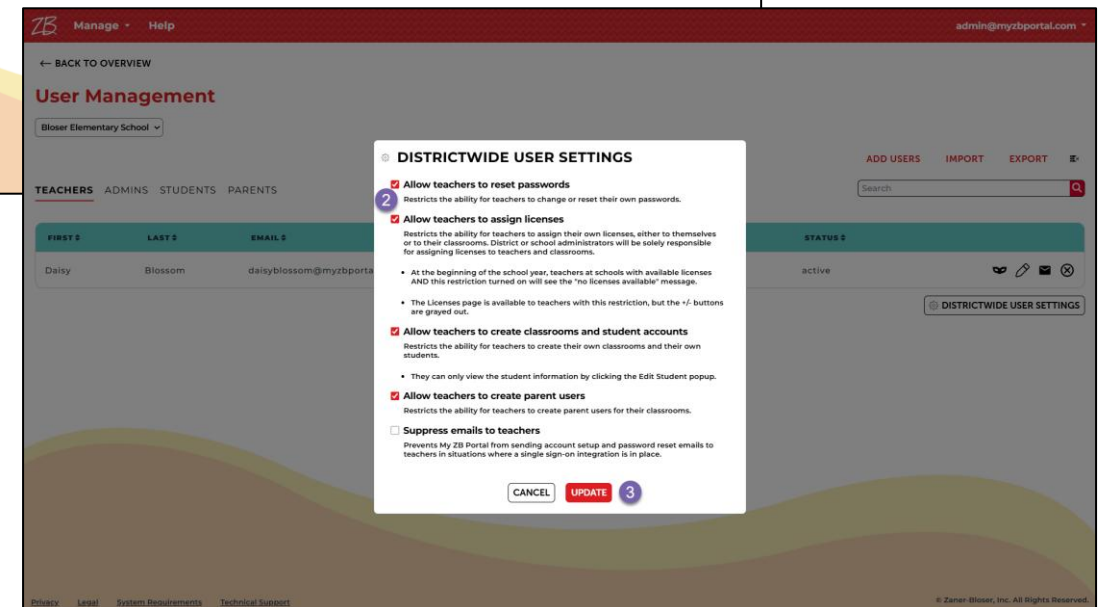 ZB Manage Help admin@myzbportal.com
← BACK TO OVERVIEW
User Management
Bloser Elementary School
ADD USERS IMPORT EXPORT
TEACHERS ADMINS STUDENTS PARENTS
Search
FIRST LAST EMAIL STATUS
Daisy Blossom daisyblossom@myzbporta active
DISTRICTWIDE USER SETTINGS
DISTRICTWIDE USER SETTINGS
Allow teachers to reset passwords
2
Restricts the ability for teachers to change or reset their own passwords.
Allow teachers to assign licenses
Restricts the ability for teachers to assign their own licenses, either to themselves
or to their classrooms. District or school administrators will be solely responsible
for assigning licenses to teachers and classrooms.
• At the beginning of the school year, teachers at schools with available licenses
AND this restriction turned on will see the "no licenses available" message.
• The Licenses page is available to teachers with this restriction, but the +/- buttons
are grayed out.
Allow teachers to create classrooms and student accounts
Restricts the ability for teachers to create their own classrooms and their own
students.
• They can only view the student information by clicking the Edit Student popup.
Allow teachers to create parent users
Restricts the ability for teachers to create parent users for their classrooms.
Suppress emails to teachers
Prevents My ZB Portal from sending account setup and password reset emails to
teachers in situations where a single sign-on integration is in place.
CANCEL UPDATE 3
Privacy Legal System Requirements Technical Support © Zaner-Bloser, Inc. All Rights Reserved.